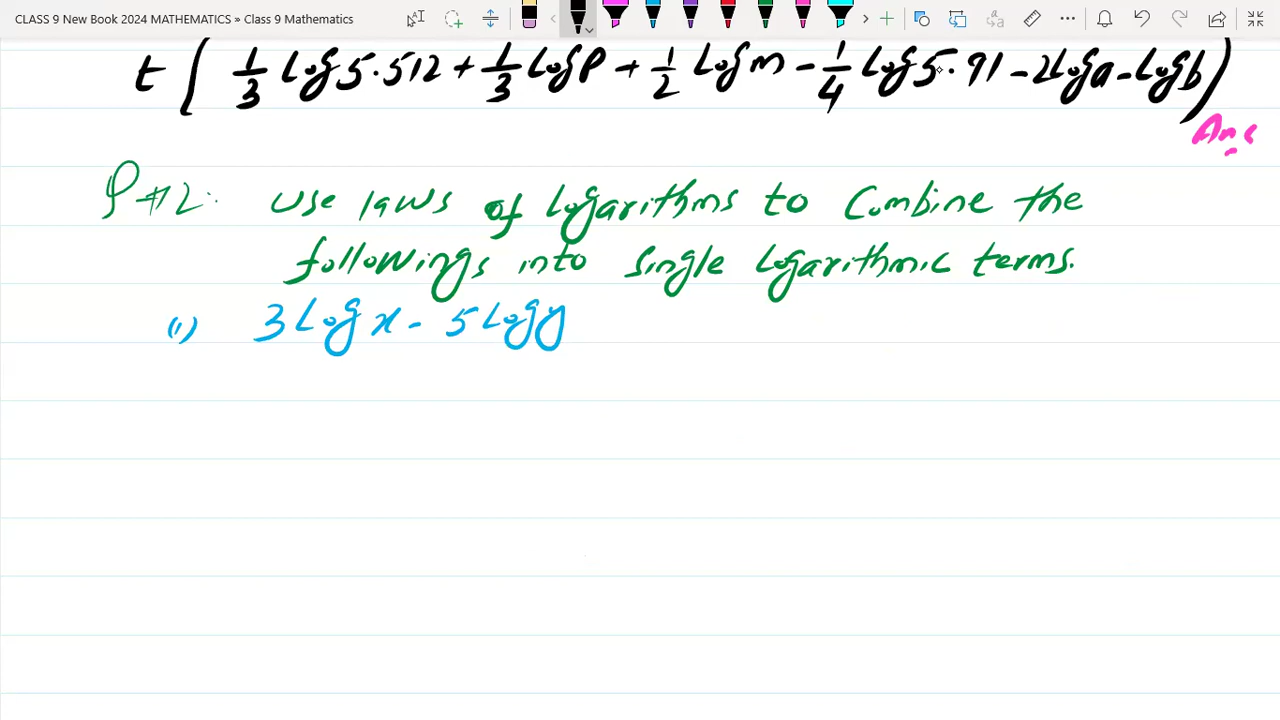 CLASS 9 New Book 2024 MATHEMATICS » Class 9 Mathematics
t [ 1/3 Log 5.512 + 1/3 Log P + 1/2 Log m - 1/4 Log 5.91 - 2 Log a - Log b )
Ans
Q #2: Use laws of Logarithms to Combine the
followings into Single Logarithmic terms.
(i) 3 Log x - 5 Log y